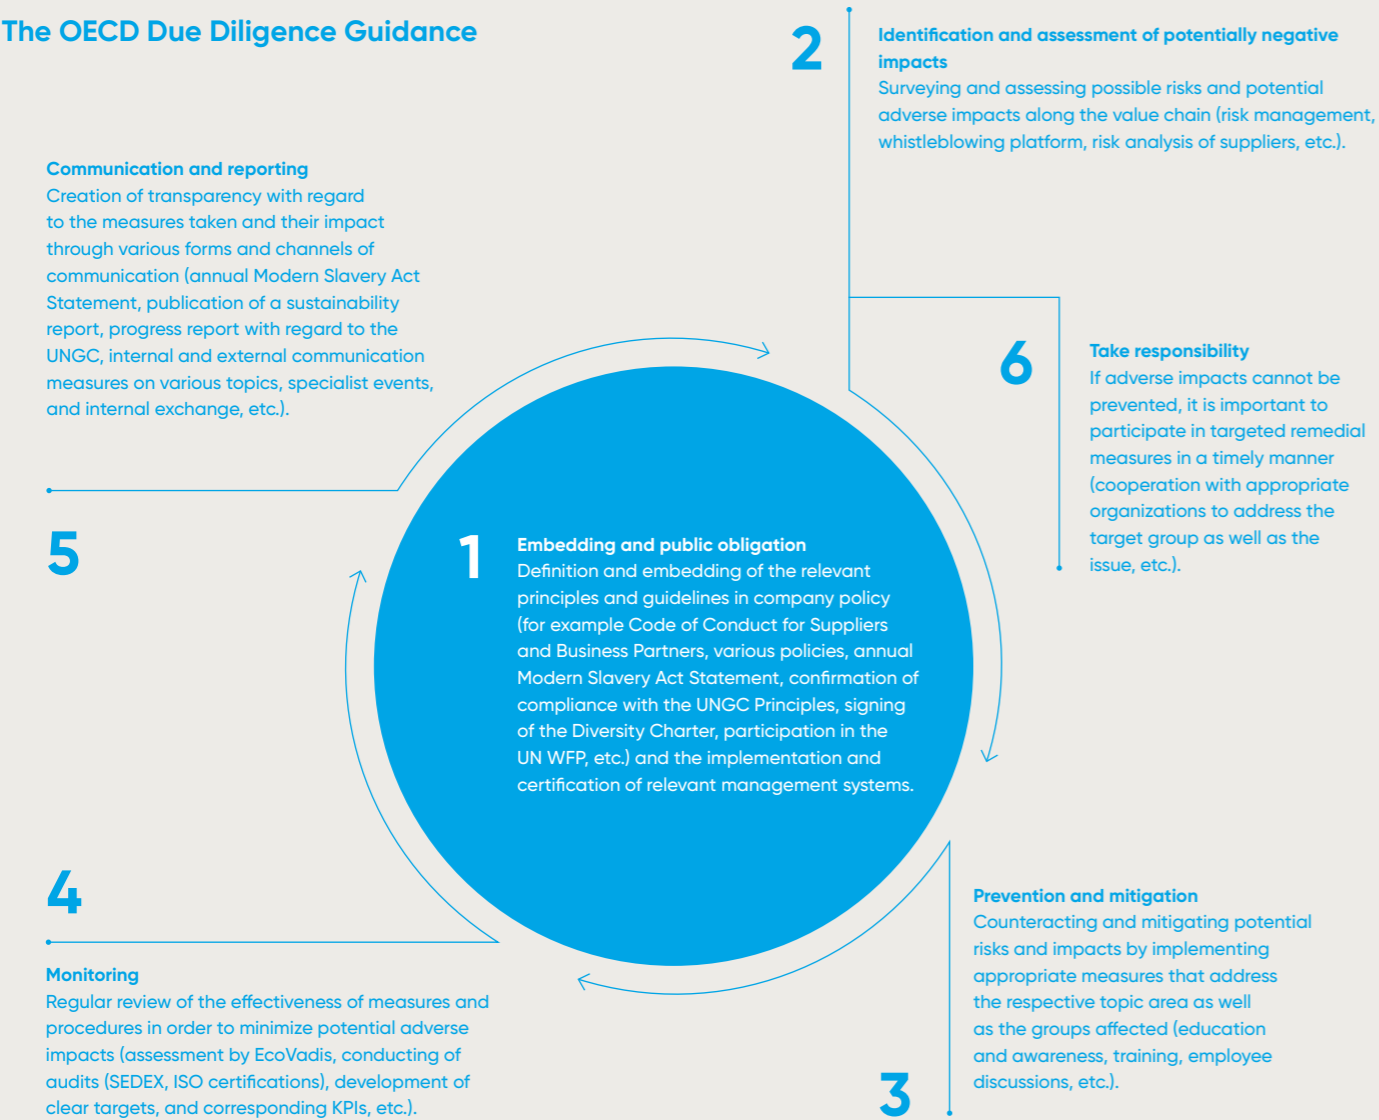 The OECD Due Diligence Guidance
1
Embedding and public obligation
Definition and embedding of the relevant
principles and guidelines in company policy
(for example Code of Conduct for Suppliers
and Business Partners, various policies, annual
Modern Slavery Act Statement, confirmation of
compliance with the UNGC Principles, signing
of the Diversity Charter, participation in the
UN WFP, etc.) and the implementation and
certification of relevant management systems.
2
Identification and assessment of potentially negative
impacts
Surveying and assessing possible risks and potential
adverse impacts along the value chain (risk management,
whistleblowing platform, risk analysis of suppliers, etc.).
3
Prevention and mitigation
Counteracting and mitigating potential
risks and impacts by implementing
appropriate measures that address
the respective topic area as well
as the groups affected (education
and awareness, training, employee
discussions, etc.).
4
Monitoring
Regular review of the effectiveness of measures and
procedures in order to minimize potential adverse
impacts (assessment by EcoVadis, conducting of
audits (SEDEX, ISO certifications), development of
clear targets, and corresponding KPIs, etc.).
5
Communication and reporting
Creation of transparency with regard
to the measures taken and their impact
through various forms and channels of
communication (annual Modern Slavery Act
Statement, publication of a sustainability
report, progress report with regard to the
UNGC, internal and external communication
measures on various topics, specialist events,
and internal exchange, etc.).
6
Take responsibility
If adverse impacts cannot be
prevented, it is important to
participate in targeted remedial
measures in a timely manner
(cooperation with appropriate
organizations to address the
target group as well as the
issue, etc.).